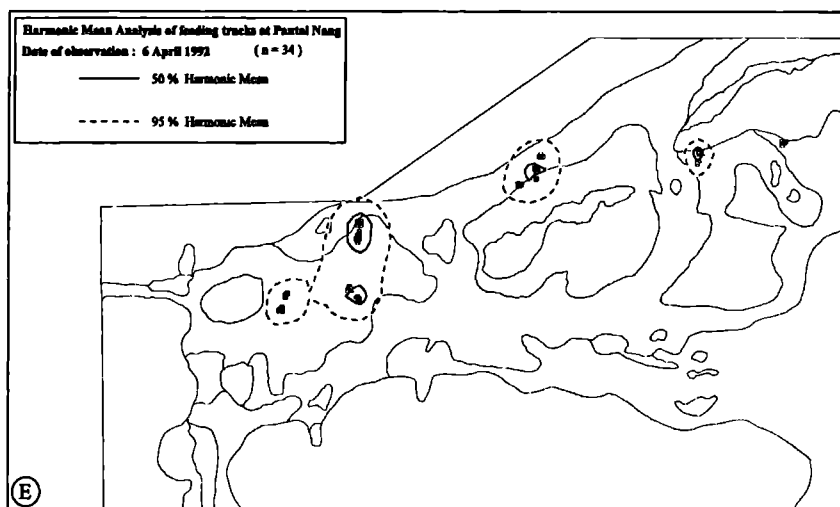 Harmonic Mean Analysis of feeding tracks at Pantai Nang
Date of observation : 6 April 1992 ( n = 34 )
50 % Harmonic Mean
95 % Harmonic Mean
E